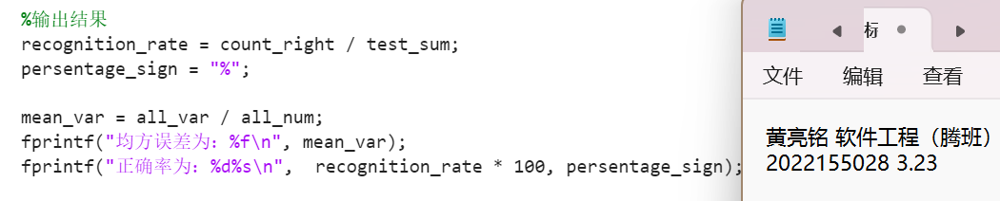 %输出结果
recognition_rate = count_right / test_sum;
persentage_sign = "%";
mean_var = all_var / all_num;
fprintf("均方误差为：%f\n", mean_var);
fprintf("正确率为：%d%s\n",  recognition_rate * 100, persentage_sign);
标
文件 编辑 查看
黄亮铭 软件工程（腾班）
2022155028 3.23